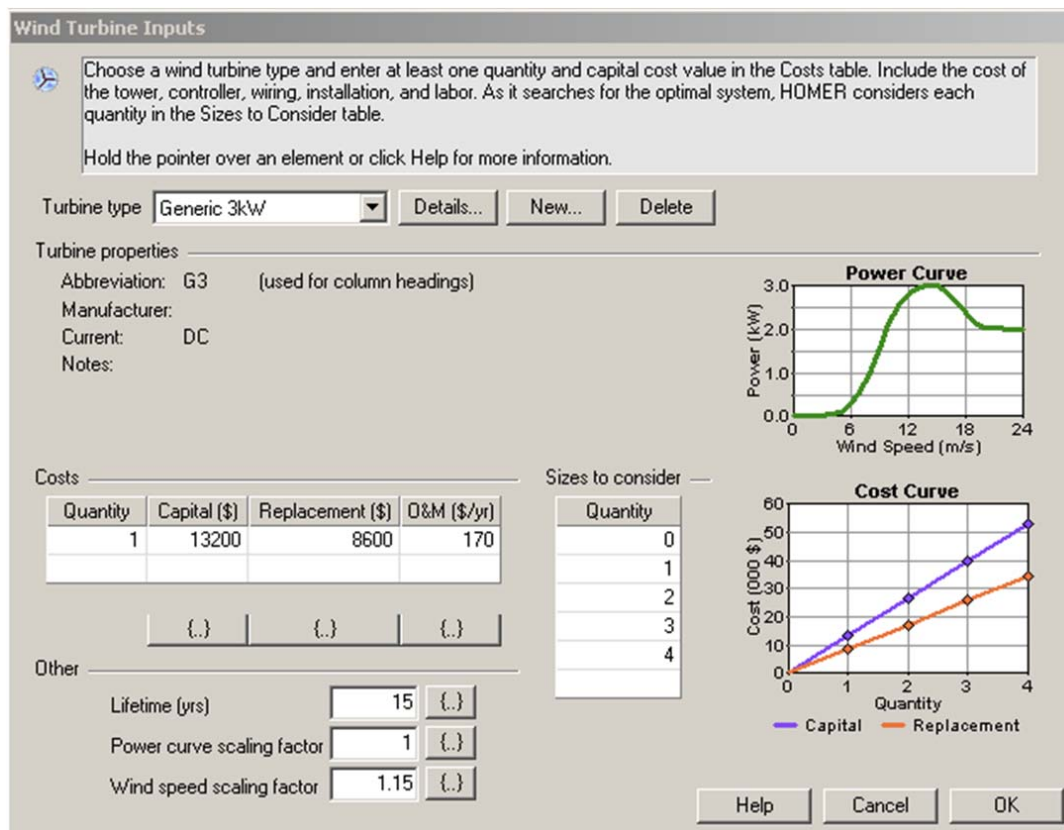 Wind Turbine Inputs
Choose a wind turbine type and enter at least one quantity and capital cost value in the Costs table. Include the cost of
the tower, controller, wiring, installation, and labor. As it searches for the optimal system, HOMER considers each
quantity in the Sizes to Consider table.
Hold the pointer over an element or click Help for more information.
Turbine type Generic 3kW Details... New... Delete
Turbine properties
Abbreviation: G3 (used for column headings)
Manufacturer:
Current: DC
Notes:
Power Curve
Power (kW)
3.0
2.0
1.0
0.0
0 6 12 18 24
Wind Speed (m/s)
Costs
Quantity Capital ($) Replacement ($) O&M ($/yr)
1 13200 8600 170
{..} {..} {..}
Sizes to consider
Quantity
0
1
2
3
4
Cost Curve
Cost (000 $)
60
50
40
30
20
10
0
0 1 2 3 4
Quantity
Capital Replacement
Other
Lifetime (yrs) 15 {..}
Power curve scaling factor 1 {..}
Wind speed scaling factor 1.15 {..}
Help Cancel OK